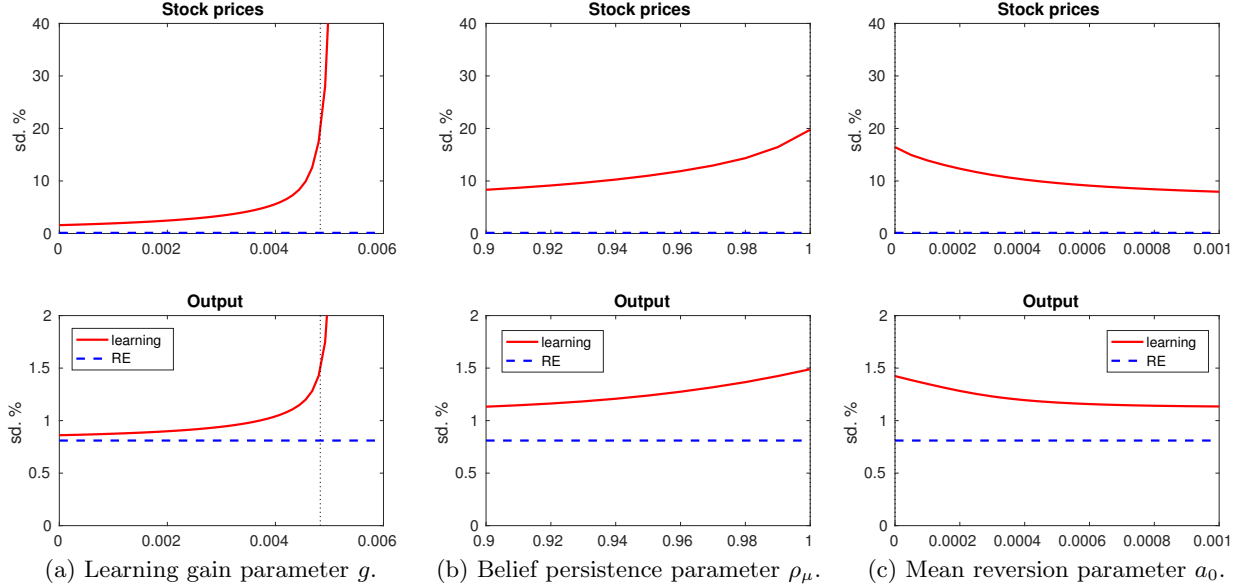 Stock prices
40
30
20
10
0
sd. %
0
0.002
0.004
0.006
Stock prices
40
30
20
10
0
sd. %
0.9
0.92
0.94
0.96
0.98
1
Stock prices
40
30
20
10
0
sd. %
0
0.0002
0.0004
0.0006
0.0008
0.001
Output
2
1.5
1
0.5
0
sd. %
learning
RE
0
0.002
0.004
0.006
Output
2
1.5
1
0.5
0
sd. %
learning
RE
0.9
0.92
0.94
0.96
0.98
1
Output
2
1.5
1
0.5
0
sd. %
learning
RE
0
0.0002
0.0004
0.0006
0.0008
0.001
(a) Learning gain parameter g.
(b) Belief persistence parameter ρμ.
(c) Mean reversion parameter a₀.